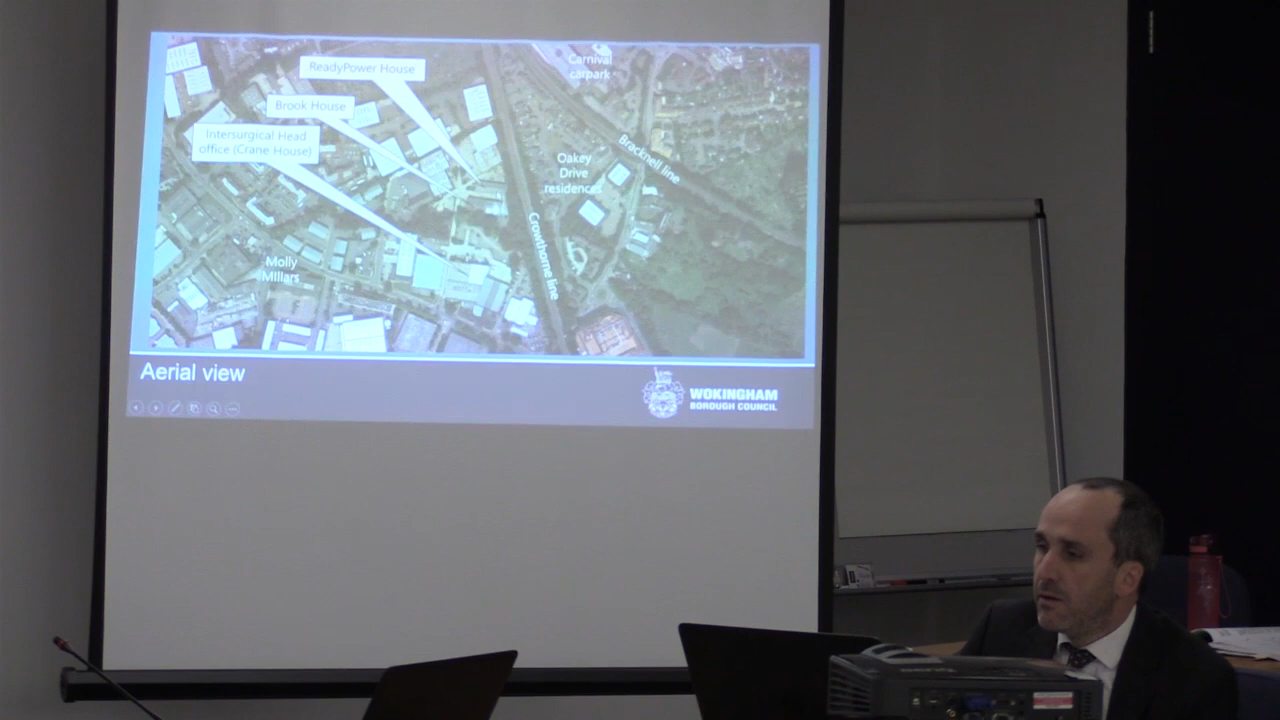 ReadyPower House
Carnival
carpark
Brook House
Intersurgical Head
office (Crane House)
Bracknell line
Oakey
Drive
residences
Crowthorne line
Molly
Millars
Aerial view
WOKINGHAM
BOROUGH COUNCIL